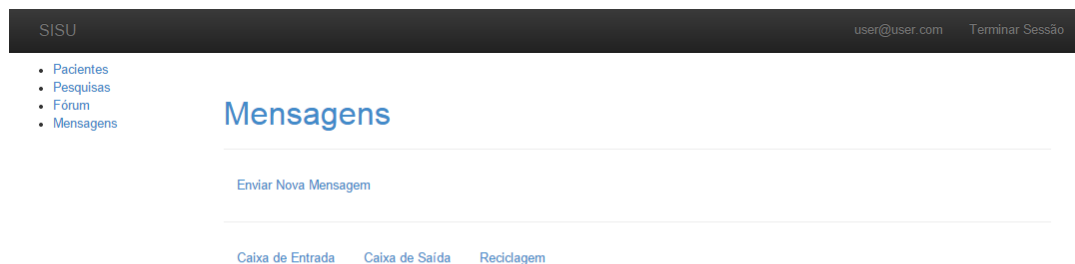 SISU user@user.com Terminar Sessão
Pacientes
Pesquisas
Fórum
Mensagens
Mensagens
Enviar Nova Mensagem
Caixa de Entrada Caixa de Saída Reciclagem